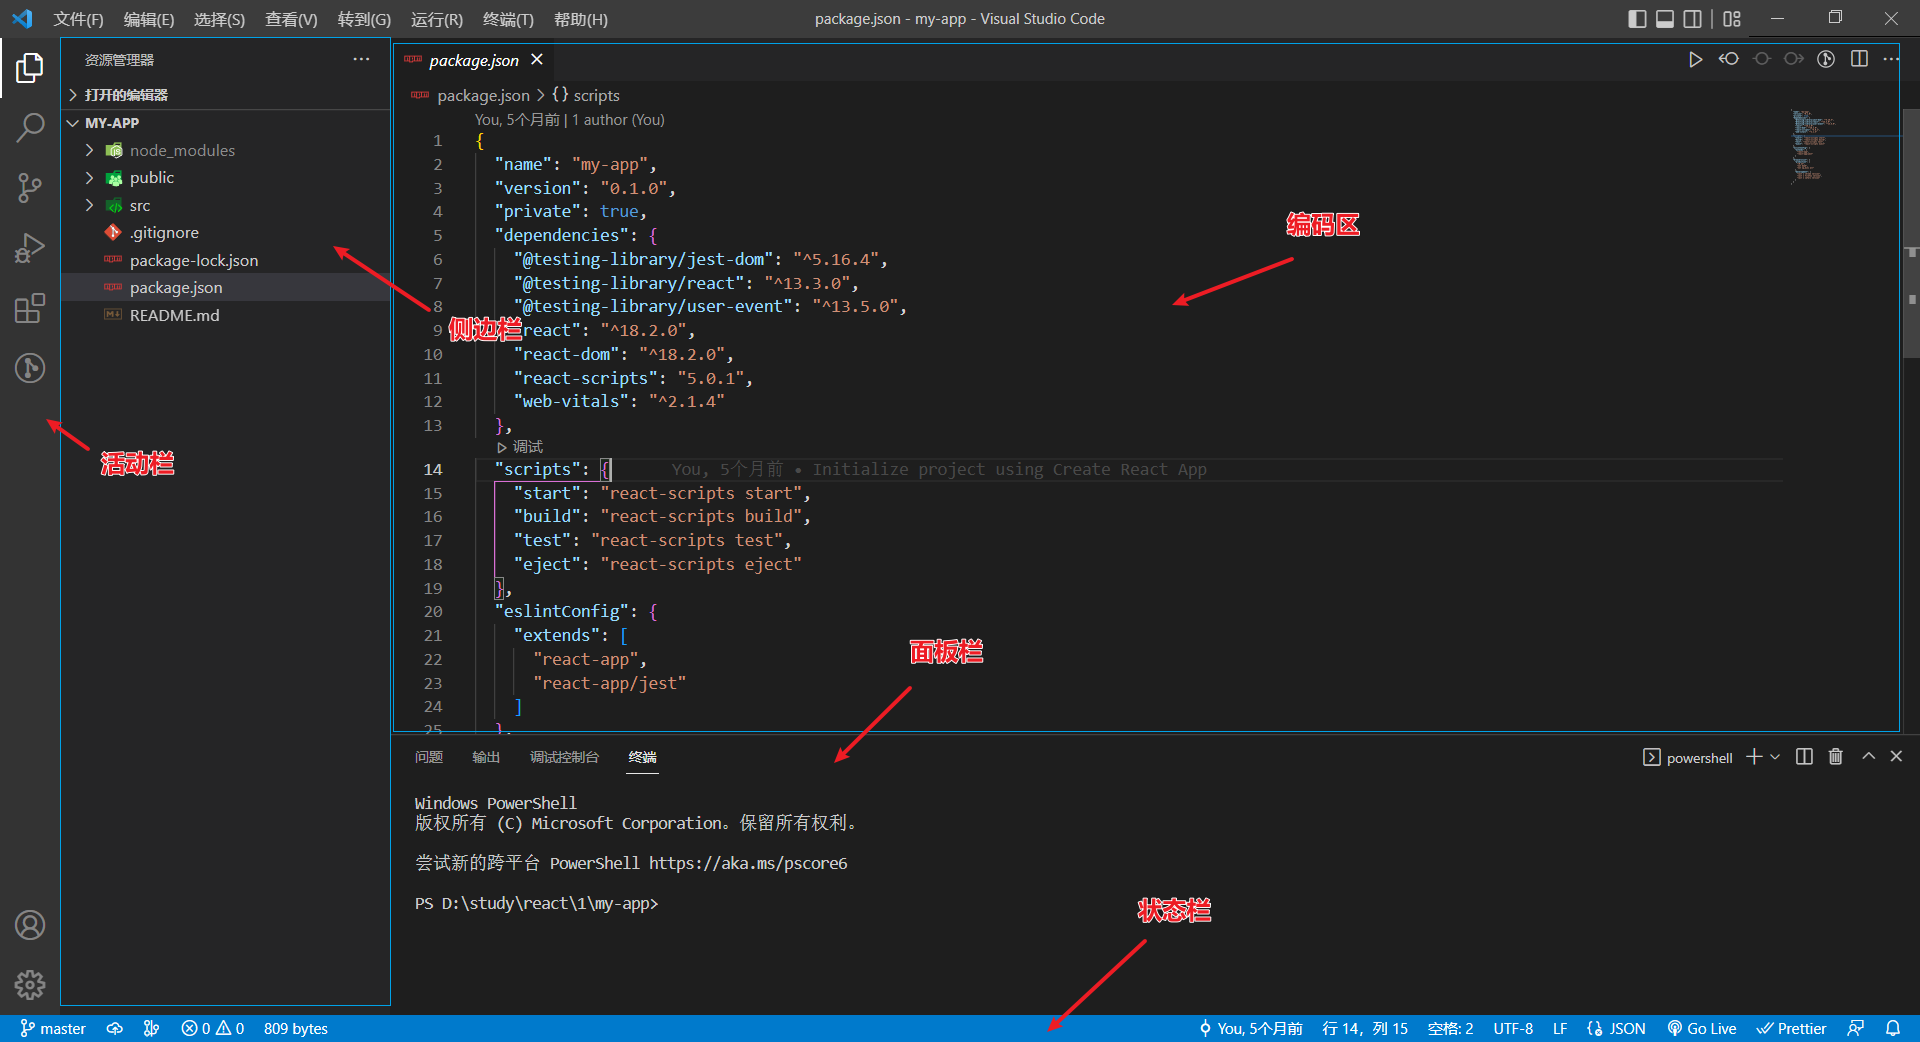 文件(F) 编辑(E) 选择(S) 查看(V) 转到(G) 运行(R) 终端(T) 帮助(H) package.json - my-app - Visual Studio Code
资源管理器
打开的编辑器
MY-APP
node_modules
public
src
.gitignore
package-lock.json
package.json
README.md
活动栏
侧边栏
package.json
package.json > {} scripts
You, 5个月前 | 1 author (You)
1 {
2 "name": "my-app",
3 "version": "0.1.0",
4 "private": true,
5 "dependencies": {
6 "@testing-library/jest-dom": "^5.16.4",
7 "@testing-library/react": "^13.3.0",
8 "@testing-library/user-event": "^13.5.0",
9 react": "^18.2.0",
10 "react-dom": "^18.2.0",
11 "react-scripts": "5.0.1",
12 "web-vitals": "^2.1.4"
13 },
调试
14 "scripts": { You, 5个月前 • Initialize project using Create React App
15 "start": "react-scripts start",
16 "build": "react-scripts build",
17 "test": "react-scripts test",
18 "eject": "react-scripts eject"
19 },
20 "eslintConfig": {
21 "extends": [
22 "react-app",
23 "react-app/jest"
24 ]
25 },
编码区
面板栏
问题 输出 调试控制台 终端 powershell
Windows PowerShell
版权所有 (C) Microsoft Corporation。保留所有权利。
尝试新的跨平台 PowerShell https://aka.ms/pscore6
PS D:\study\react\1\my-app>
状态栏
master 0 0 809 bytes You, 5个月前 行 14，列 15 空格: 2 UTF-8 LF JSON Go Live Prettier